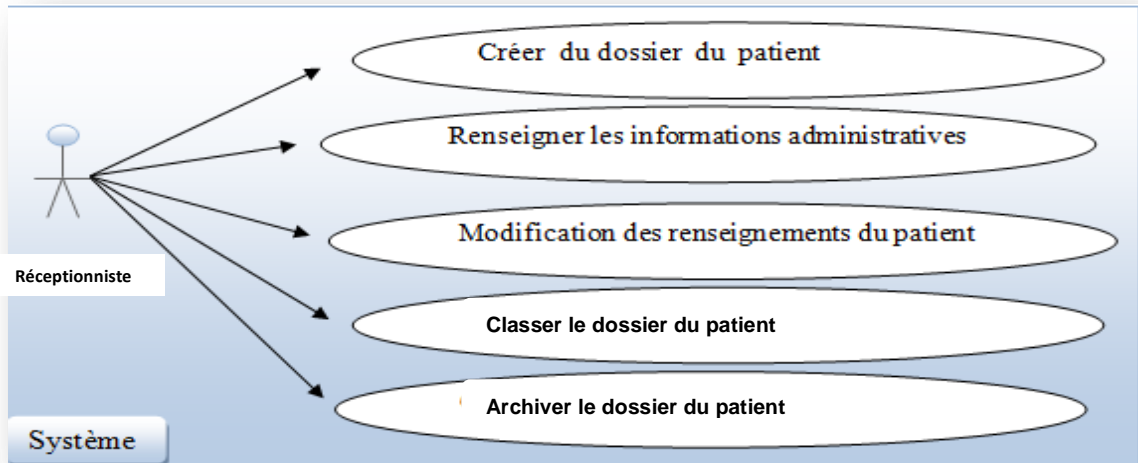 Créer du dossier du patient
Renseigner les informations administratives
Modification des renseignements du patient
Réceptionniste
Classer le dossier du patient
Archiver le dossier du patient
Système